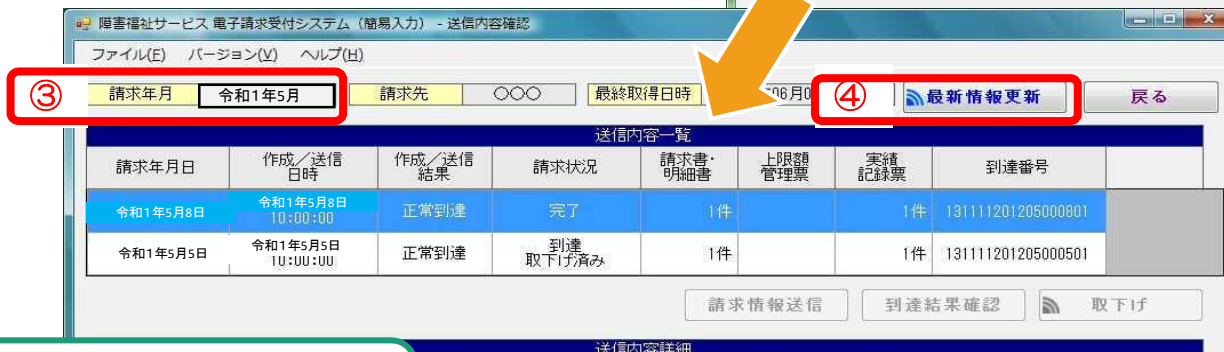 障害福祉サービス 電子請求受付システム（簡易入力） - 送信内容確認
ファイル(F) バージョン(V) ヘルプ(H)
③ 請求年月 令和1年5月 請求先 ○○○ 最終取得日時 ④ 最新情報更新 戻る
送信内容一覧
請求年月日 作成／送信日時 作成／送信結果 請求状況 請求書・明細書 上限額管理票 実績記録票 到達番号
令和1年5月8日 令和1年5月8日 10:00:00 正常到達 完了 1件 1件 131111201205000801
令和1年5月5日 令和1年5月5日 10:00:00 正常到達 到達取下げ済み 1件 1件 131111201205000501
請求情報送信 到達結果確認 取下げ
送信内容詳細